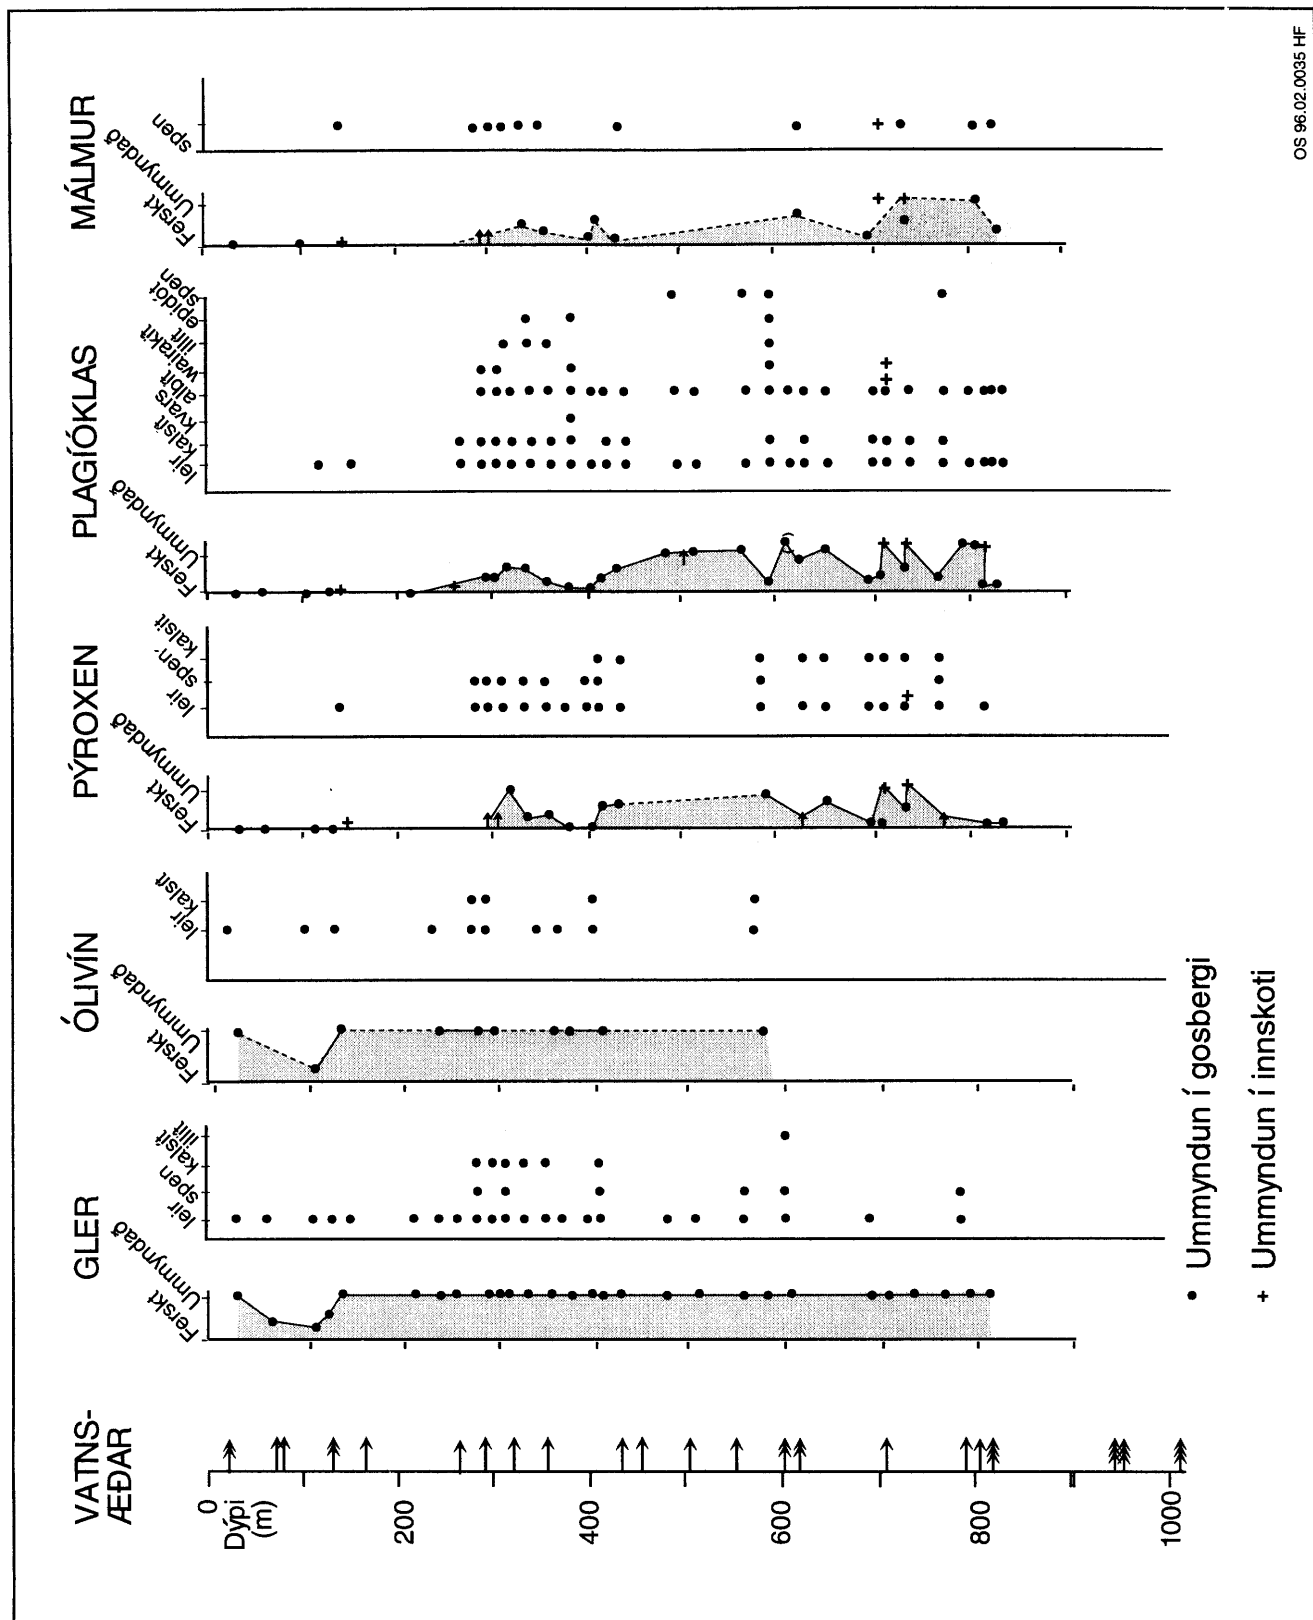 VATNS-
ÆÐAR
GLER
ÓLIVÍN
PÝROXEN
PLAGÍÓKLAS
MÁLMUR
Ferskt
Ummyndað
leir
spen
kalsít
illít
Ferskt
Ummyndað
leir
kalsít
Ferskt
Ummyndað
leir
spen
kalsít
Ferskt
Ummyndað
leir
kalsít
kvars
albít
wairakít
illít
epidót
spen
Ferskt
Ummyndað
spen
0
Dýpi
(m)
200
400
600
800
1000
• Ummyndun í gosbergi
+ Ummyndun í innskoti
OS 96.02.0035 HF